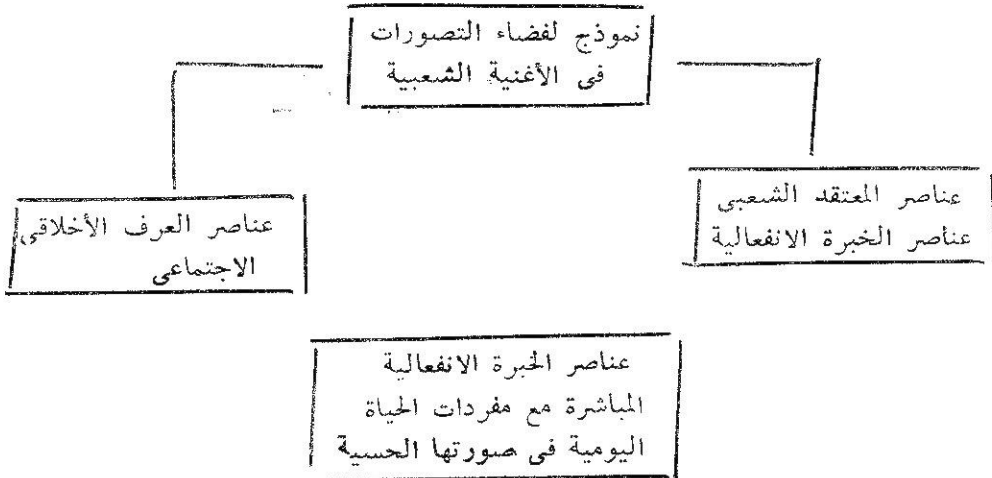 نموذج لفضاء التصورات
فى الأغنية الشعبية
عناصر المعتقد الشعبى
عناصر الخبرة الانفعالية
عناصر العرف الأخلاقى
الاجتماعى
عناصر الخبرة الانفعالية
المباشرة مع مفردات الحياة
اليومية فى صورتها الحسية